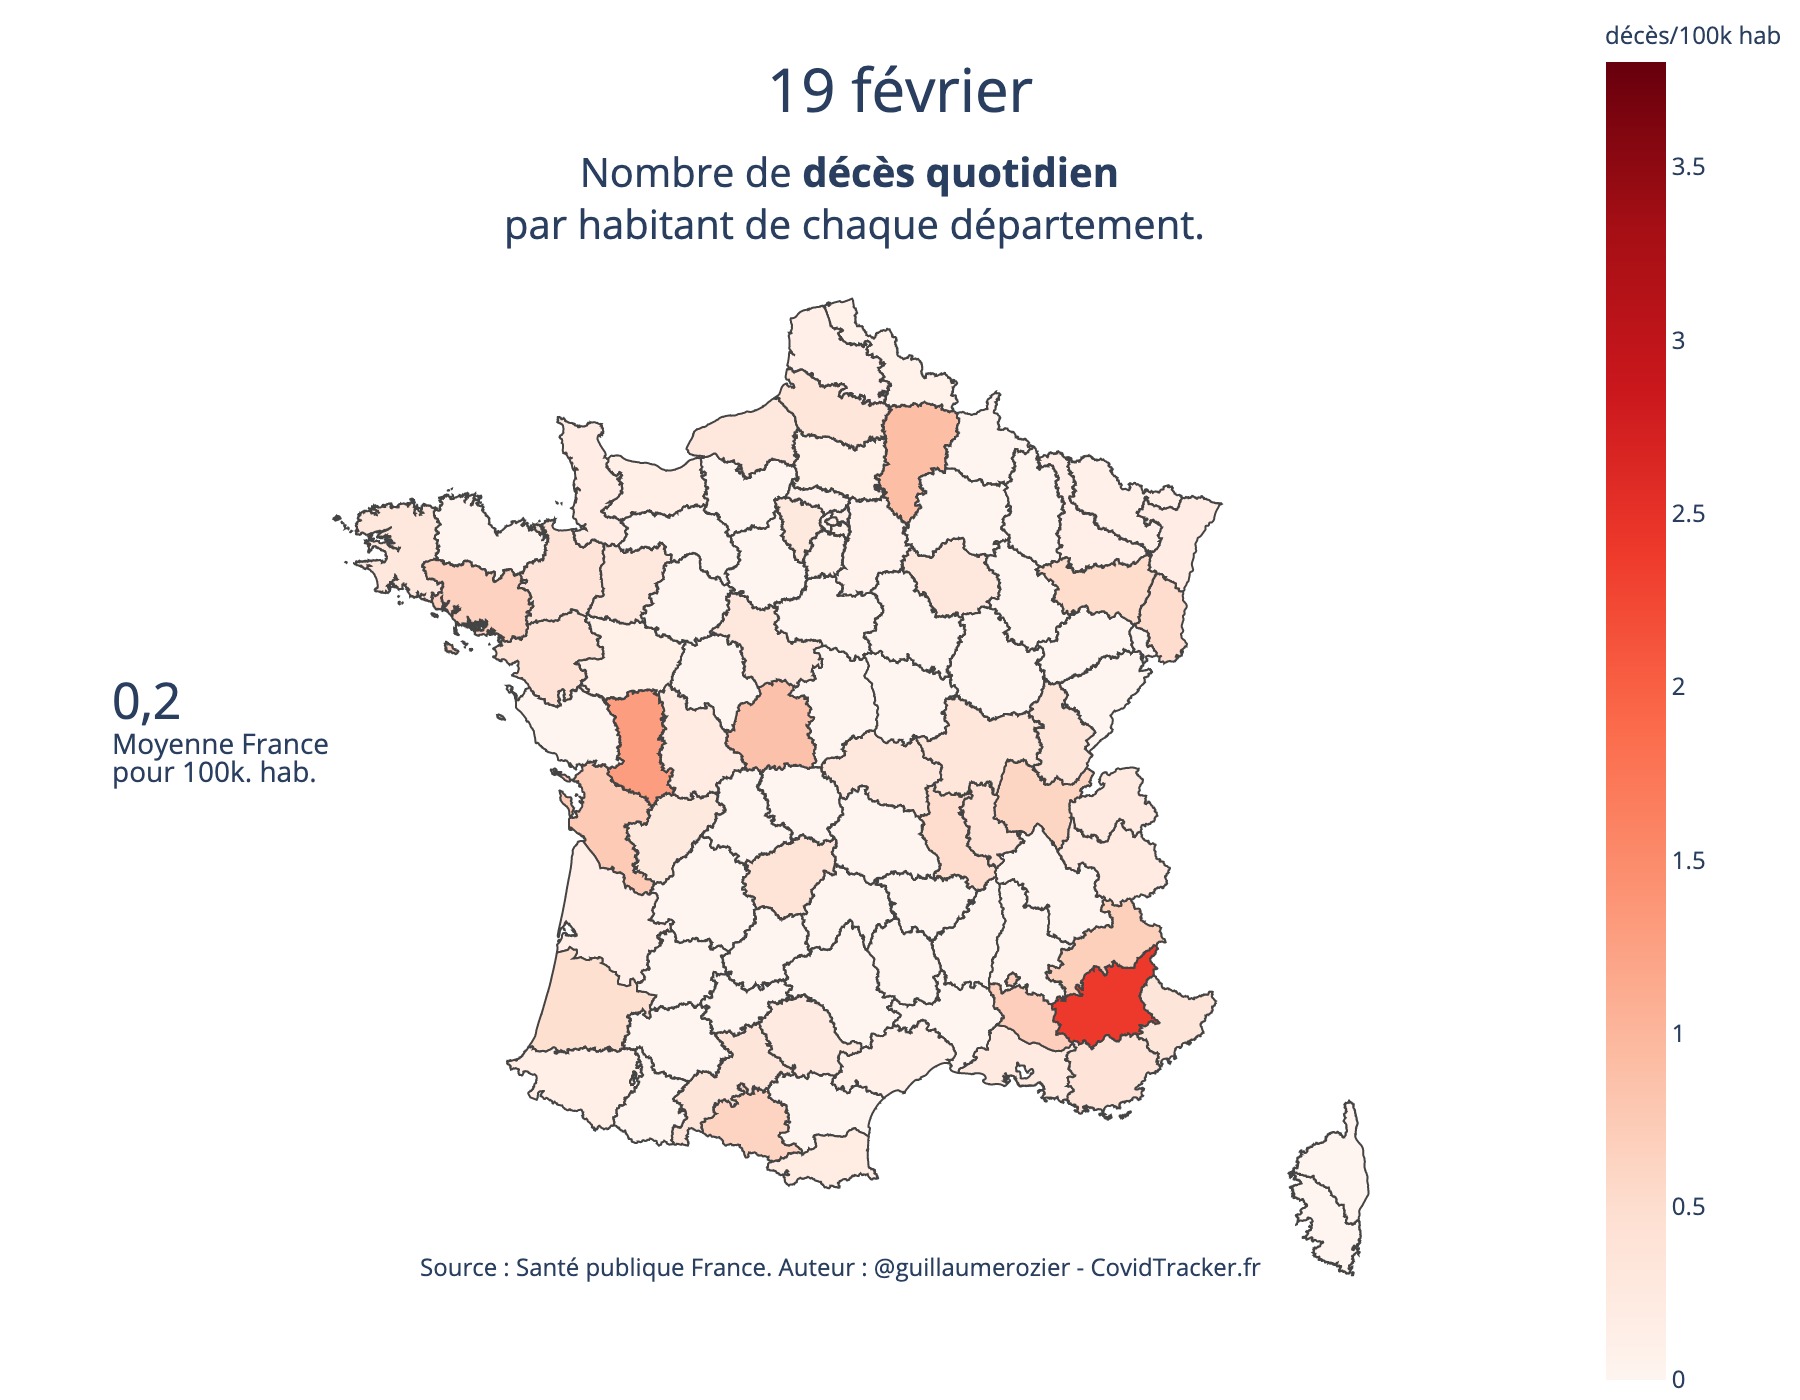 décès/100k hab
19 février
Nombre de décès quotidien
par habitant de chaque département.
3.5
3
2.5
2
0,2
Moyenne France
pour 100k. hab.
1.5
1
0.5
Source : Santé publique France. Auteur : @guillaumerozier - CovidTracker.fr
0